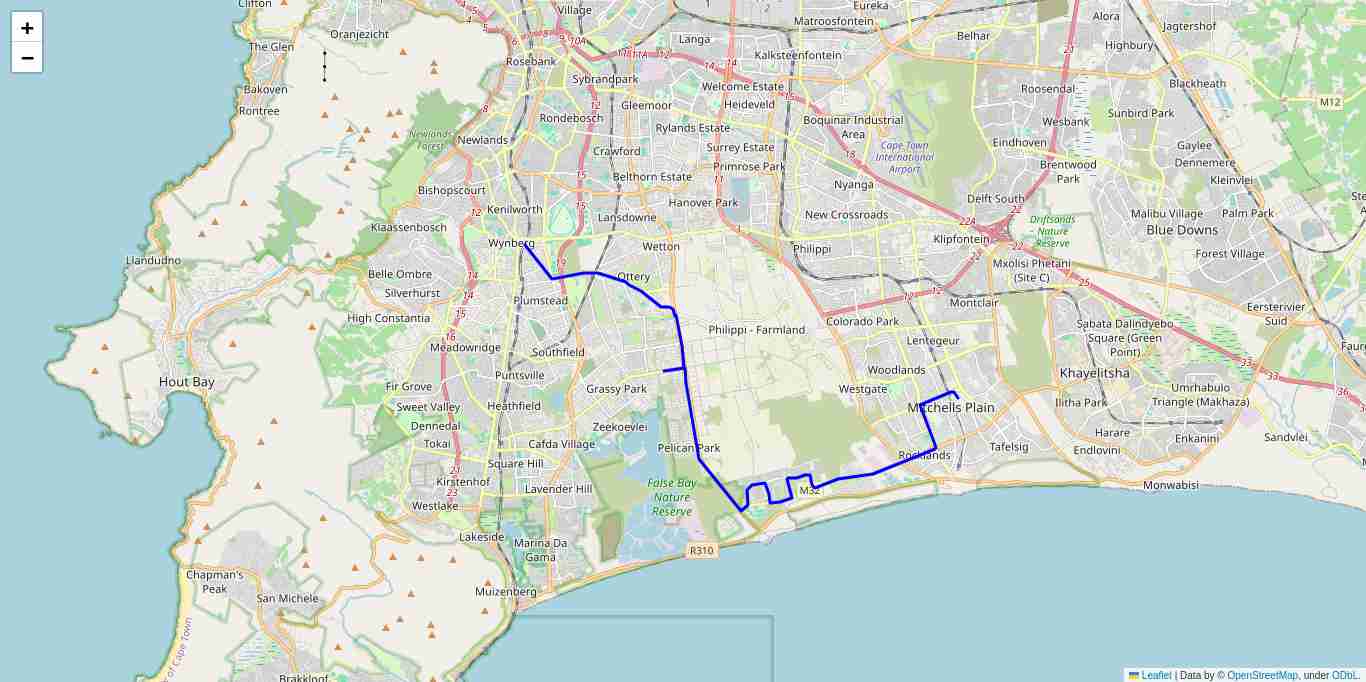 Clifton
Village
Eureka
1
2
Matroosfontein
Alora
Jagtershof
Oranjezicht
Belhar
The Glen
Langa
Highbury
Rosebank
Kalksteenfontein
Sybrandpark
Blackheath
Bakoven
Welcome Estate
Roosendal
Rontree
Gleemoor
Heideveld
M12
Rondebosch
Boquinar Industrial
Area
Wesbank
Sunbird Park
Newlands
Forest
Newlands
Rylands Estate
Crawford
Surrey Estate
Cape Town
International
Airport
Eindhoven
Gaylee
Dennemere
Primrose Park
Brentwood
Park
Belthorn Estate
Kleinvlei
Bishopscourt
Nyanga
Delft South
Kenilworth
Hanover Park
Lansdowne
New Crossroads
Driftsands
Nature
Reserve
Malibu Village
Palm Park
Klaassenbosch
Blue Downs
Wynberg
Wetton
Philippi
Klipfontein
Forest Village
Llandudno
Belle Ombre
Ottery
Mxolisi Phetani
(Site C)
Silverhurst
Plumstead
Montclair
Eersterivier
Suid
High Constantia
Philippi - Farmland
Colorado Park
Sabata Dalindyebo
Square (Green
Point)
Meadowridge
Southfield
Lentegeur
Hout Bay
Puntsville
Woodlands
Khayelitsha
Fir Grove
Grassy Park
Westgate
Umrhabulo
Triangle (Makhaza)
Sweet Valley
Heathfield
Mitchells Plain
Ilitha Park
Dennedal
Zeekoevlei
Harare
Enkanini
Sandvlei
Tokai
Cafda Village
Pelican Park
Rocklands
Tafelsig
Endlovini
Square Hill
Kirstenhof
Lavender Hill
False Bay
Nature
Reserve
M32
Monwabisi
Westlake
Lakeside
Marina Da
Gama
R310
Chapman's
Peak
San Michele
Muizenberg
of Cape Town
Brakkloof
Leaflet | Data by © OpenStreetMap, under ODbL.